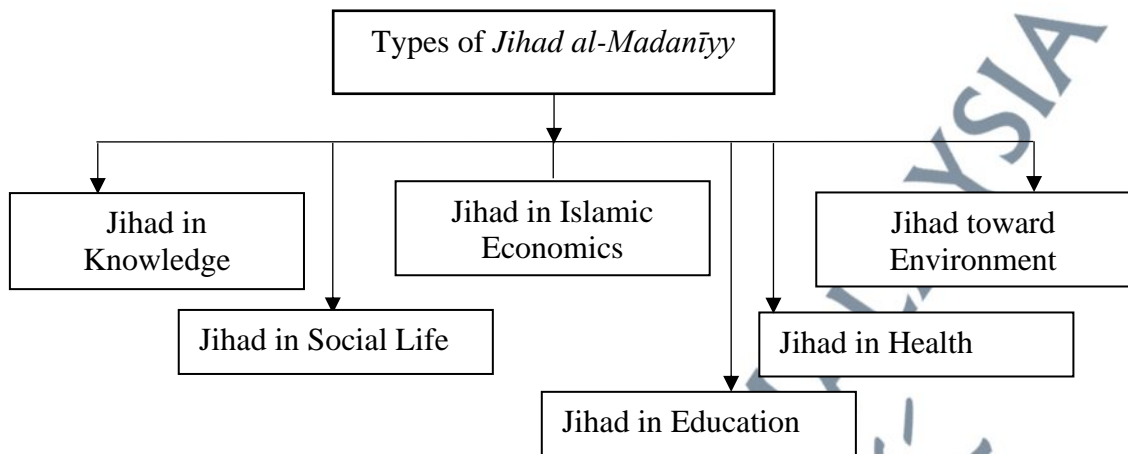 Types of Jihad al-Madanīyy
Jihad in
Knowledge
Jihad in Islamic
Economics
Jihad toward
Environment
Jihad in Social Life
Jihad in Health
Jihad in Education